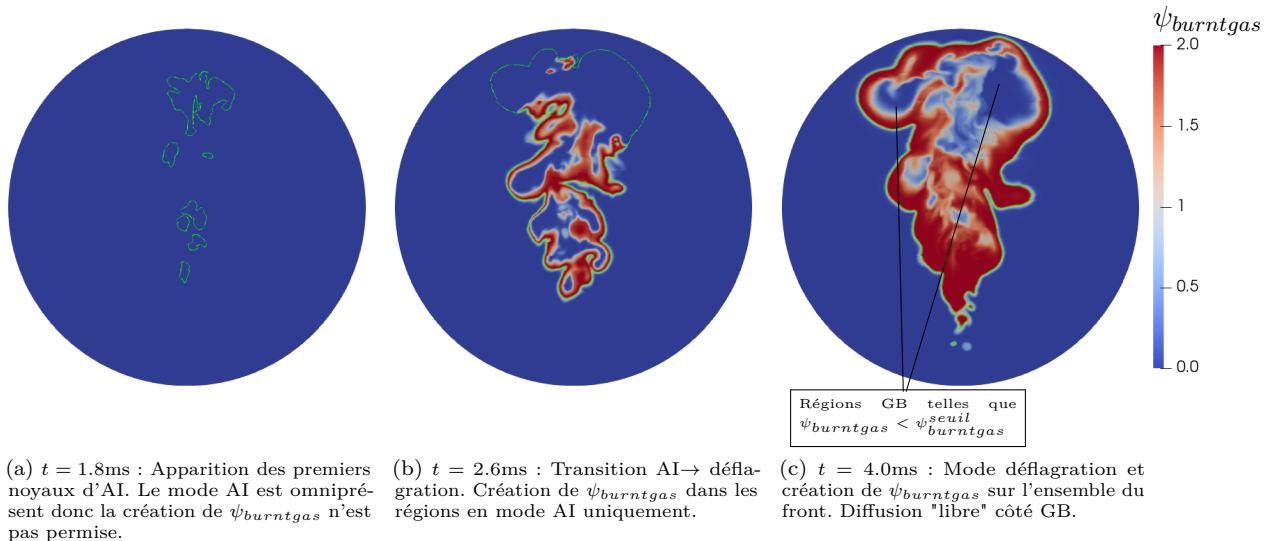 ψburntgas
2.0
1.5
1
0.5
0.0
Régions GB telles que
ψburntgas < ψ^seuil_burntgas
(a) t = 1.8ms : Apparition des premiers
noyaux d'AI. Le mode AI est omnipré-
sent donc la création de ψburntgas n'est
pas permise.
(b) t = 2.6ms : Transition AI→ défla-
gration. Création de ψburntgas dans les
régions en mode AI uniquement.
(c) t = 4.0ms : Mode déflagration et
création de ψburntgas sur l'ensemble du
front. Diffusion "libre" côté GB.